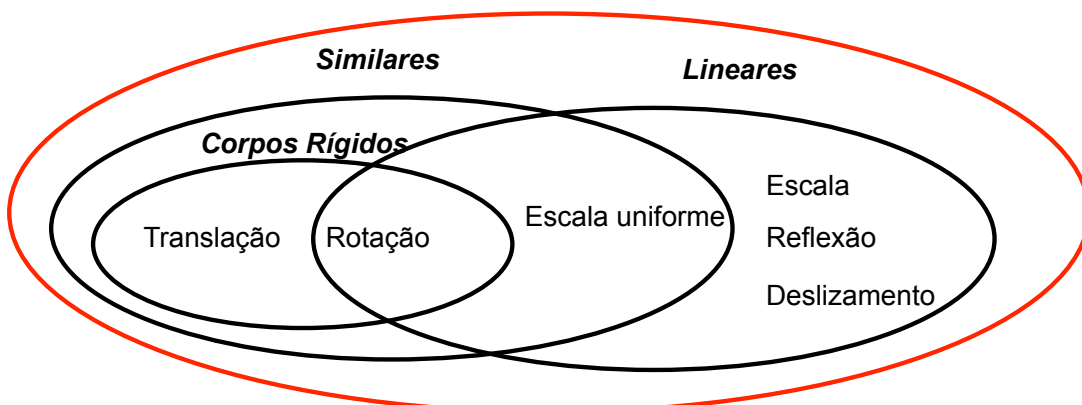 Similares
Lineares
Corpos Rígidos
Translação
Rotação
Escala uniforme
Escala
Reflexão
Deslizamento